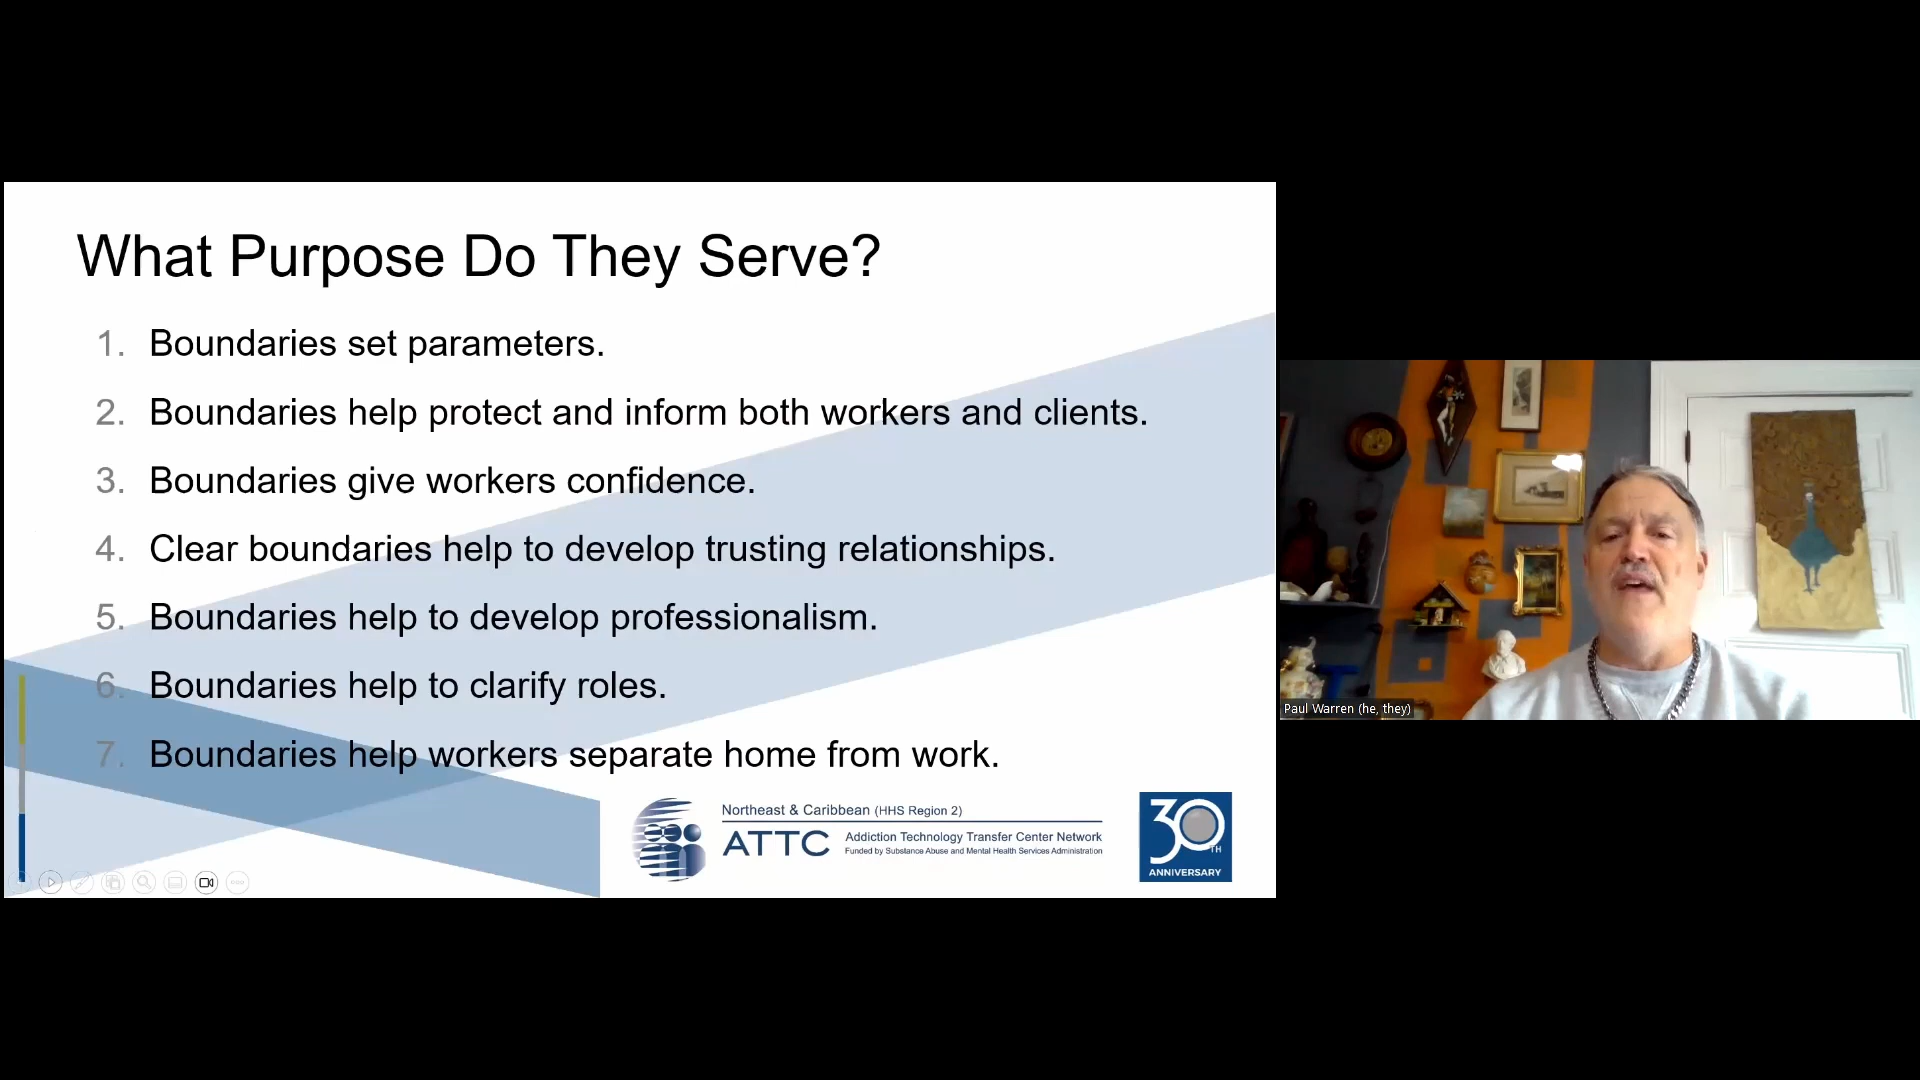 What Purpose Do They Serve?
1. Boundaries set parameters.
2. Boundaries help protect and inform both workers and clients.
3. Boundaries give workers confidence.
4. Clear boundaries help to develop trusting relationships.
5. Boundaries help to develop professionalism.
6. Boundaries help to clarify roles.
7. Boundaries help workers separate home from work.
Northeast & Caribbean (HHS Region 2)
ATTC
Addiction Technology Transfer Center Network
Funded by Substance Abuse and Mental Health Services Administration
30TH
ANNIVERSARY
Paul Warren (he, they)